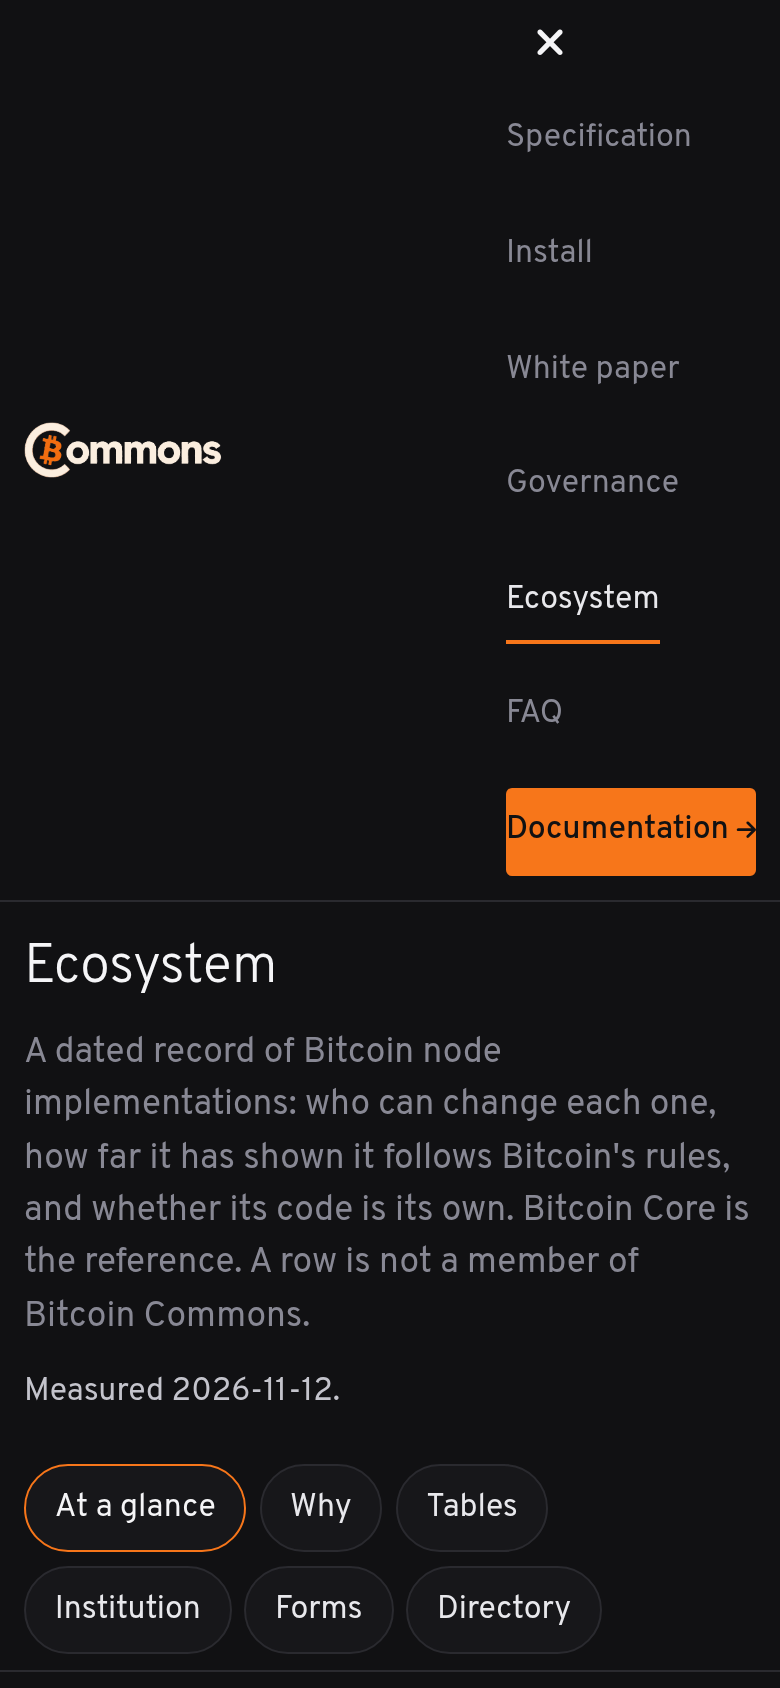 Specification
Install
White paper
Commons
Governance
Ecosystem
FAQ
Documentation →
Ecosystem
A dated record of Bitcoin node
implementations: who can change each one,
how far it has shown it follows Bitcoin's rules,
and whether its code is its own. Bitcoin Core is
the reference. A row is not a member of
Bitcoin Commons.
Measured 2026-11-12.
At a glance
Why
Tables
Institution
Forms
Directory